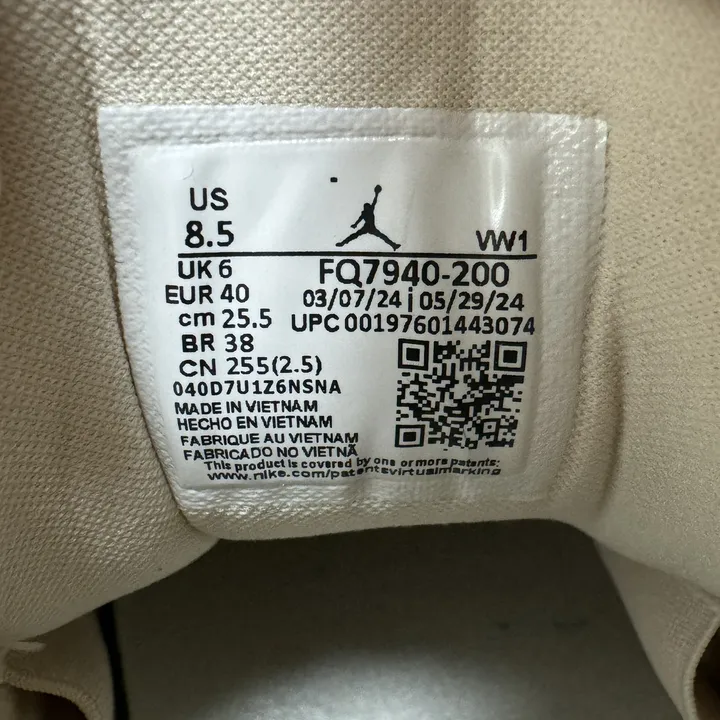 US
8.5
VW1
UK 6
FQ7940-200
EUR 40
03/07/24 | 05/29/24
cm 25.5
UPC 00197601443074
BR 38
CN 255(2.5)
040D7U1Z6NSNA
MADE IN VIETNAM
HECHO EN VIETNAM
FABRIQUE AU VIETNAM
FABRICADO NO VIETNÃ
This product is covered by one or more patents:
www.nike.com/patentsvirtualmarking